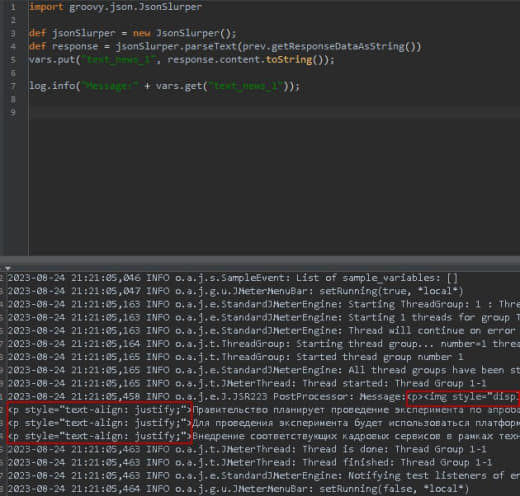 1 import groovy.json.JsonSlurper
2
3 def jsonSlurper = new JsonSlurper();
4 def response = jsonSlurper.parseText(prev.getResponseDataAsString())
5 vars.put("text_news_1", response.content.toString());
6
7 log.info("Message:" + vars.get("text_news_1"));
8
9
2023-08-24 21:21:05,046 INFO o.a.j.s.SampleEvent: List of sample_variables: []
2023-08-24 21:21:05,047 INFO o.a.j.g.u.JMeterMenuBar: setRunning(true, *local*)
2023-08-24 21:21:05,163 INFO o.a.j.e.StandardJMeterEngine: Starting ThreadGroup: 1 : Thre
2023-08-24 21:21:05,163 INFO o.a.j.e.StandardJMeterEngine: Starting 1 threads for group T
2023-08-24 21:21:05,163 INFO o.a.j.e.StandardJMeterEngine: Thread will continue on error
2023-08-24 21:21:05,164 INFO o.a.j.t.ThreadGroup: Starting thread group... number=1 threa
2023-08-24 21:21:05,165 INFO o.a.j.t.ThreadGroup: Started thread group number 1
2023-08-24 21:21:05,165 INFO o.a.j.e.StandardJMeterEngine: All thread groups have been st
2023-08-24 21:21:05,177 INFO o.a.j.t.JMeterThread: Thread started: Thread Group 1-1
2023-08-24 21:21:05,458 INFO o.a.j.e.J.JSR223 PostProcessor: Message:<p><img style="disp
<p style="text-align: justify;">Правительство планирует проведение эксперимента по апроба
<p style="text-align: justify;">Для проведения эксперимента будет использоваться платформ
<p style="text-align: justify;">Внедрение соответствующих кадровых сервисов в рамках техн
2023-08-24 21:21:05,463 INFO o.a.j.t.JMeterThread: Thread is done: Thread Group 1-1
2023-08-24 21:21:05,463 INFO o.a.j.t.JMeterThread: Thread finished: Thread Group 1-1
2023-08-24 21:21:05,463 INFO o.a.j.e.StandardJMeterEngine: Notifying test listeners of en
2023-08-24 21:21:05,464 INFO o.a.j.g.u.JMeterMenuBar: setRunning(false, *local*)